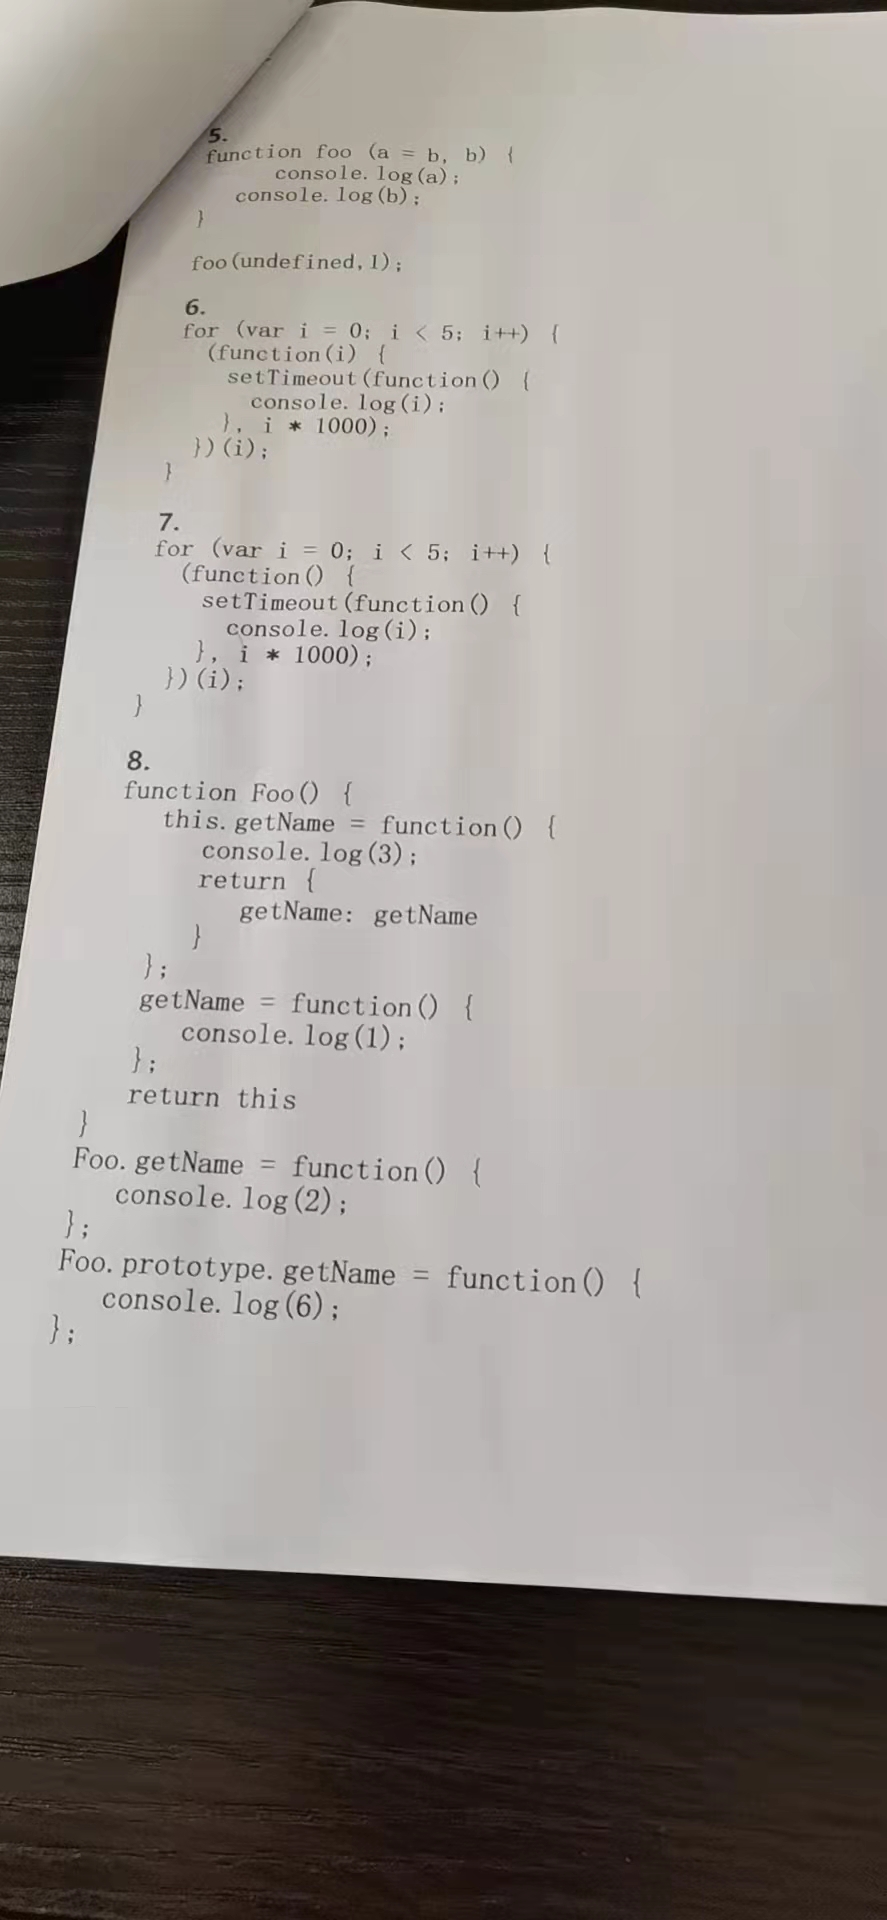 5.
function foo (a = b, b) {
console.log(a);
console.log(b);
}
foo(undefined,1);
6.
for (var i = 0; i < 5; i++) {
(function(i) {
setTimeout(function() {
console.log(i);
}, i * 1000);
})(i);
}
7.
for (var i = 0; i < 5; i++) {
(function() {
setTimeout(function() {
console.log(i);
}, i * 1000);
})(i);
}
8.
function Foo() {
this.getName = function() {
console.log(3);
return {
getName: getName
}
};
getName = function() {
console.log(1);
};
return this
}
Foo.getName = function() {
console.log(2);
};
Foo.prototype.getName = function() {
console.log(6);
};